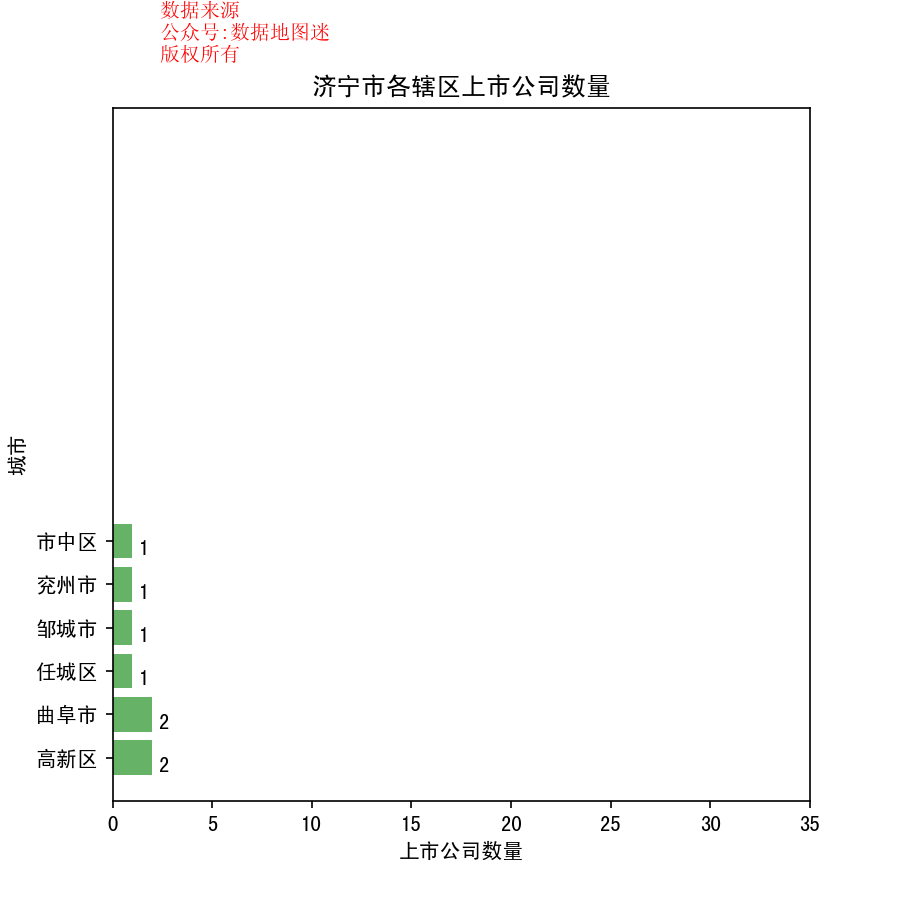 数据来源
公众号:数据地图迷
版权所有
济宁市各辖区上市公司数量
城市
市中区 1
兖州市 1
邹城市 1
任城区 1
曲阜市 2
高新区 2
0 5 10 15 20 25 30 35
上市公司数量